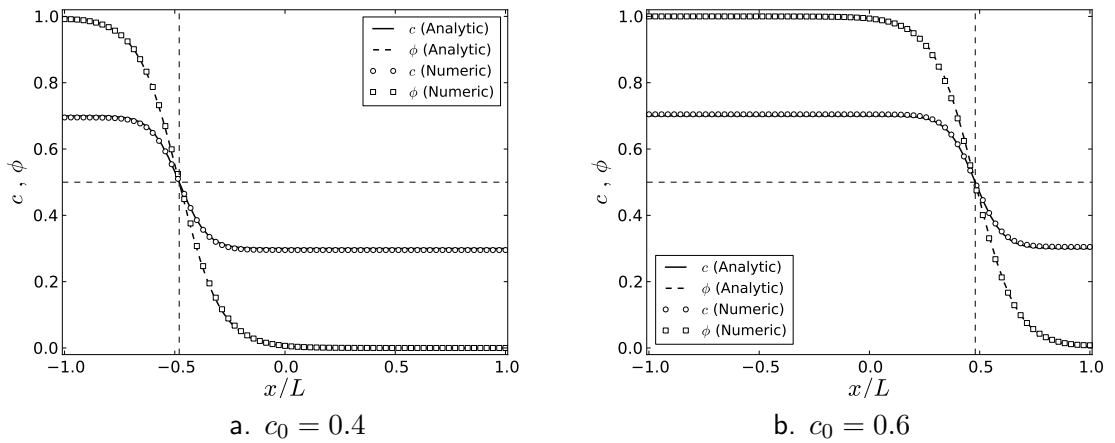 1.0
0.8
0.6
0.4
0.2
0.0
c , ϕ
−1.0 −0.5 0.0 0.5 1.0
x/L
c (Analytic)
ϕ (Analytic)
c (Numeric)
ϕ (Numeric)
a. c₀ = 0.4
1.0
0.8
0.6
0.4
0.2
0.0
c , ϕ
−1.0 −0.5 0.0 0.5 1.0
x/L
c (Analytic)
ϕ (Analytic)
c (Numeric)
ϕ (Numeric)
b. c₀ = 0.6